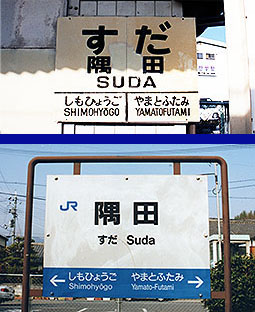 すだ
隅田
SUDA
しもひょうご やまとふたみ
SHIMOHYŌGO YAMATOFUTAMI
JR 隅田
すだ Suda
しもひょうご やまとふたみ
← Shimohyōgo Yamato-Futami →